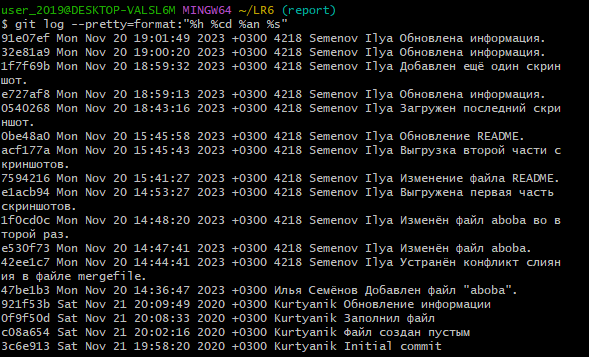 user_2019@DESKTOP-VALSL6M MINGW64 ~/LR6 (report)
$ git log --pretty=format:"%h %cd %an %s"
91e07ef Mon Nov 20 19:01:49 2023 +0300 4218 Semenov Ilya Обновлена информация.
32e81a9 Mon Nov 20 19:00:20 2023 +0300 4218 Semenov Ilya Обновлена информация.
1f7f69b Mon Nov 20 18:59:32 2023 +0300 4218 Semenov Ilya Добавлен ещё один скрин
шот.
e727af8 Mon Nov 20 18:59:13 2023 +0300 4218 Semenov Ilya Обновлена информация.
0540268 Mon Nov 20 18:43:16 2023 +0300 4218 Semenov Ilya Загружен последний скри
ншот.
0be48a0 Mon Nov 20 15:45:58 2023 +0300 4218 Semenov Ilya Обновление README.
acf177a Mon Nov 20 15:45:43 2023 +0300 4218 Semenov Ilya Выгрузка второй части с
криншотов.
7594216 Mon Nov 20 15:41:27 2023 +0300 4218 Semenov Ilya Изменение файла README.
e1acb94 Mon Nov 20 14:53:27 2023 +0300 4218 Semenov Ilya Выгружена первая часть
скриншотов.
1f0cd0c Mon Nov 20 14:48:20 2023 +0300 4218 Semenov Ilya Изменён файл aboba во в
торой раз.
e530f73 Mon Nov 20 14:47:41 2023 +0300 4218 Semenov Ilya Изменён файл aboba.
42ee1c7 Mon Nov 20 14:44:41 2023 +0300 4218 Semenov Ilya Устранён конфликт слиян
ия в файле mergefile.
47be1b3 Mon Nov 20 14:36:47 2023 +0300 Илья Семёнов Добавлен файл "aboba".
921f53b Sat Nov 21 20:09:49 2020 +0300 Kurtyanik Обновление информации
0f9f50d Sat Nov 21 20:08:33 2020 +0300 Kurtyanik Заполнил файл
c08a654 Sat Nov 21 20:02:16 2020 +0300 Kurtyanik Файл создан пустым
3c6e913 Sat Nov 21 19:58:20 2020 +0300 Kurtyanik Initial commit